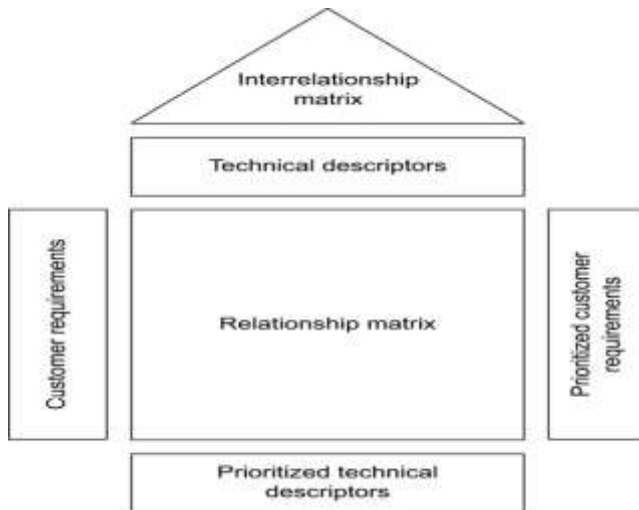 Interrelationship
matrix
Technical descriptors
Customer requirements
Relationship matrix
Prioritized customer
requirements
Prioritized technical
descriptors